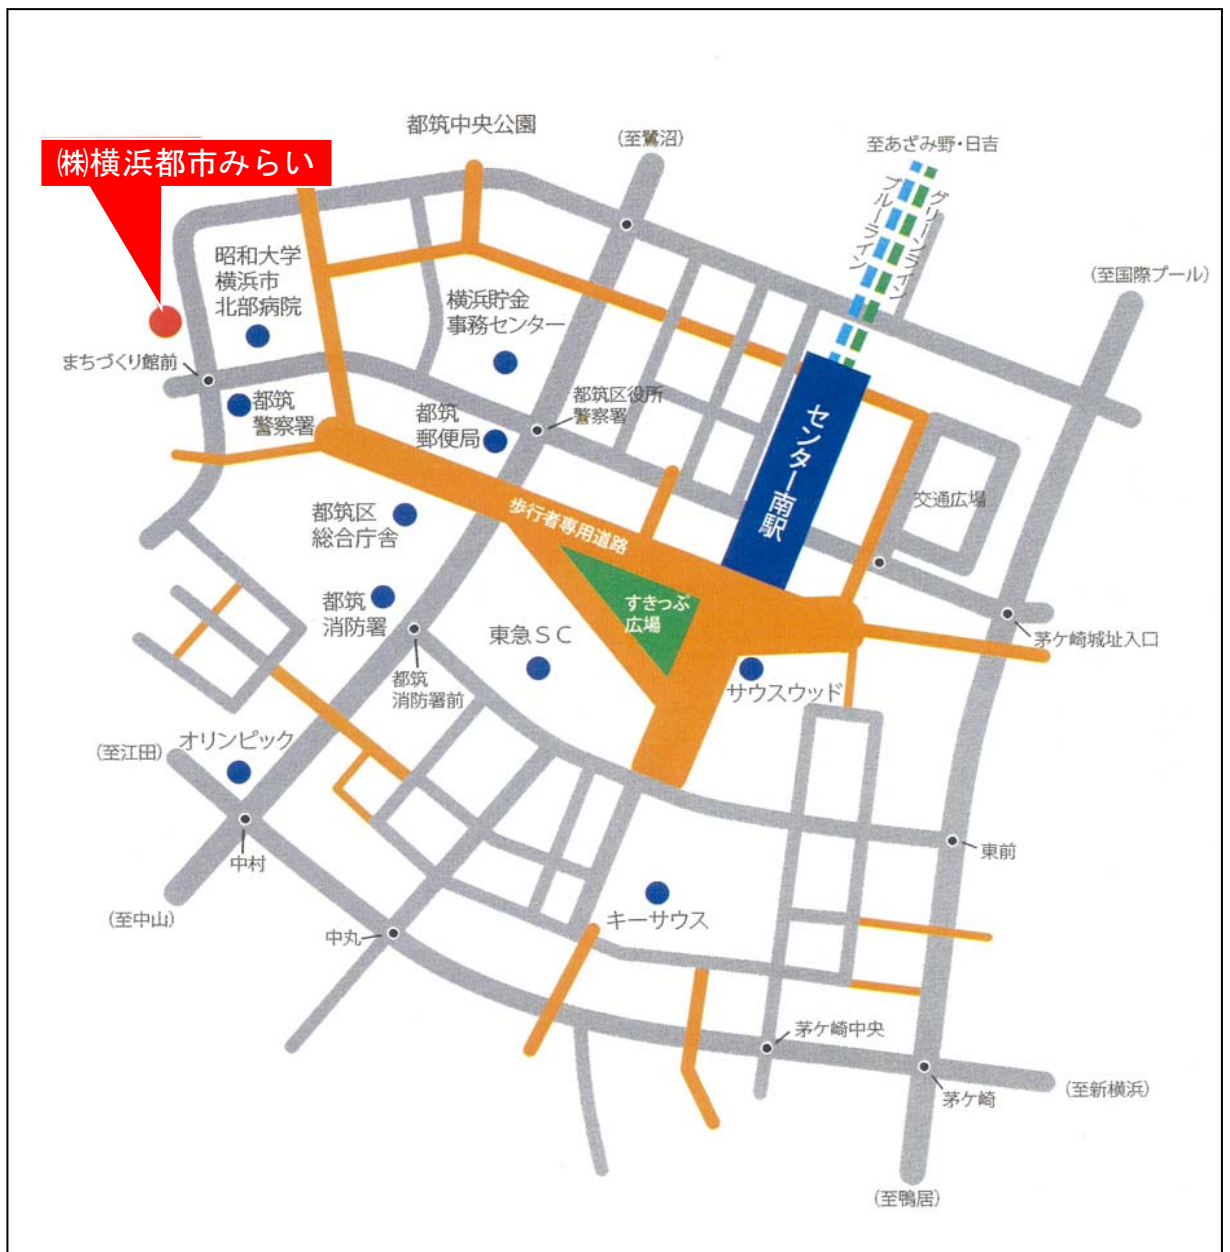 都筑中央公園
(至鷺沼)
至あざみ野・日吉
㈱横浜都市みらい
グリーンライン
ブルーライン
昭和大学
横浜市
北部病院
(至国際プール)
横浜貯金
事務センター
まちづくり館前
都筑
警察署
都筑
郵便局
都筑区役所
警察署
センター南駅
交通広場
歩行者専用道路
都筑区
総合庁舎
都筑
消防署
すきっぷ
広場
東急SC
茅ケ崎城址入口
都筑
消防署前
サウスウッド
(至江田)
オリンピック
中村
東前
(至中山)
中丸
キーサウス
茅ケ崎中央
茅ケ崎
(至新横浜)
(至鴨居)